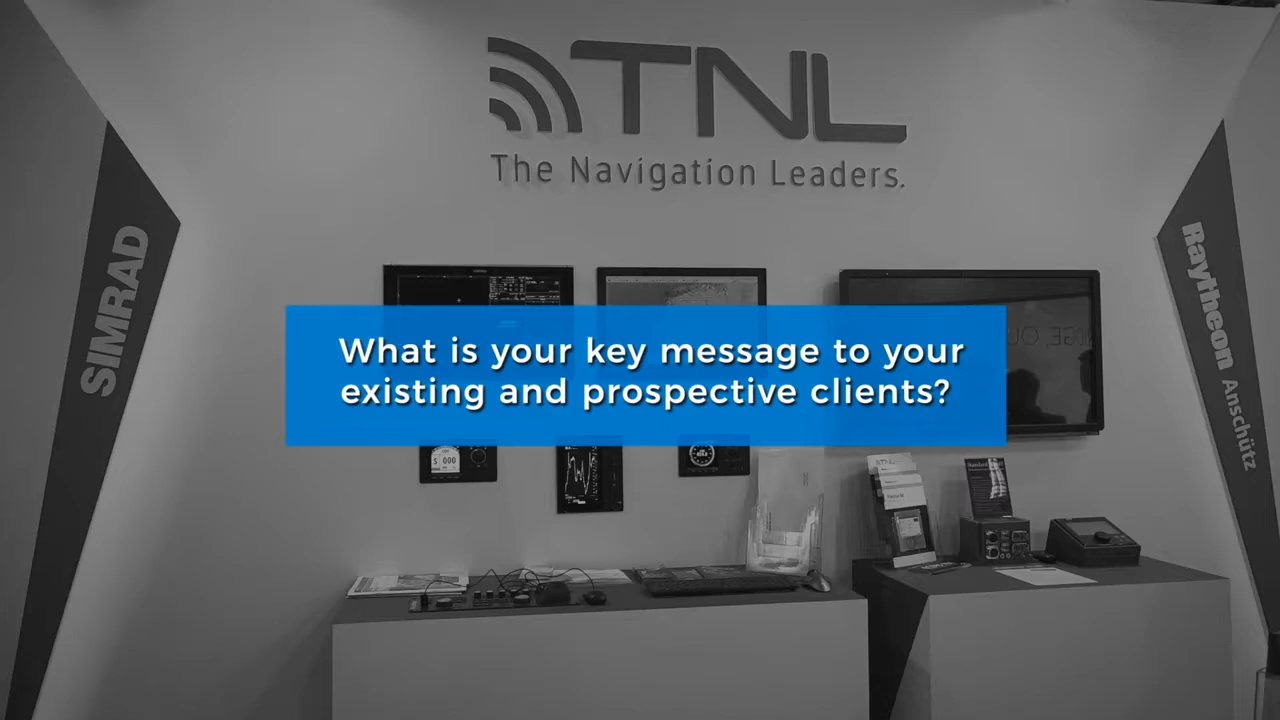 TNL
The Navigation Leaders.
SIMRAD
Raytheon Anschütz
What is your key message to your
existing and prospective clients?